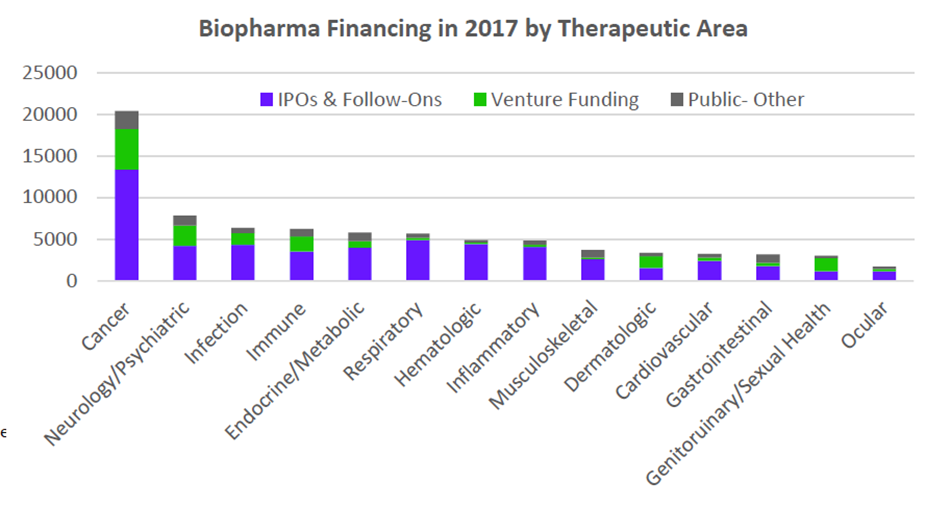 Biopharma Financing in 2017 by Therapeutic Area
25000
20000
15000
10000
5000
0
IPOs & Follow-Ons
Venture Funding
Public- Other
Cancer
Neurology/Psychiatric
Infection
Immune
Endocrine/Metabolic
Respiratory
Hematologic
Inflammatory
Musculoskeletal
Dermatologic
Cardiovascular
Gastrointestinal
Genitoruinary/Sexual Health
Ocular
e